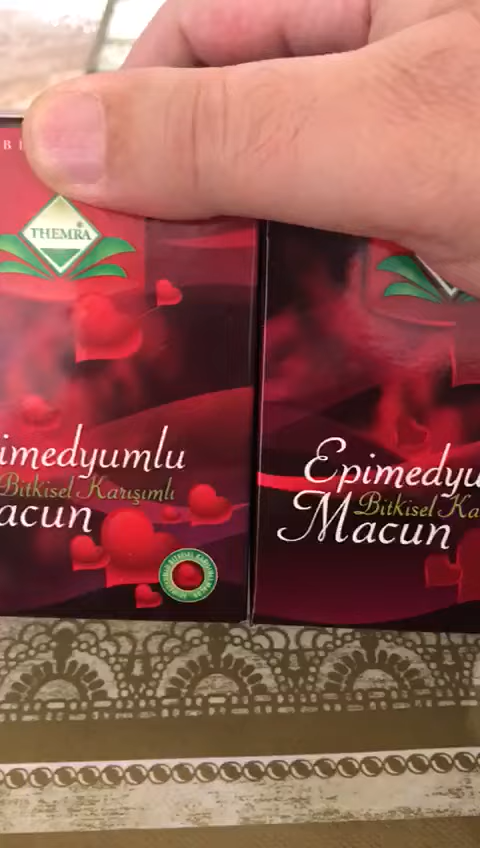 THEMRA
imedyumlu
Bitkisel Karışımlı
acun
Epimedyu
Bitkisel Ka
Macun